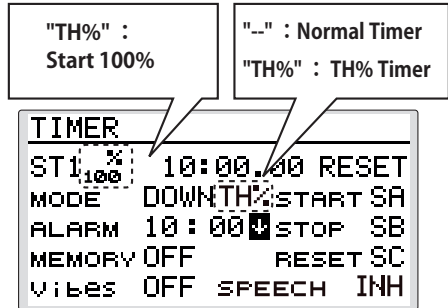 "TH%" :
Start 100%
"--" : Normal Timer
"TH%" : TH% Timer
TIMER
ST1 %100 10:00.00 RESET
MODE DOWN TH% START SA
ALARM 10:00 ↓ STOP SB
MEMORY OFF RESET SC
Vibes OFF SPEECH INH